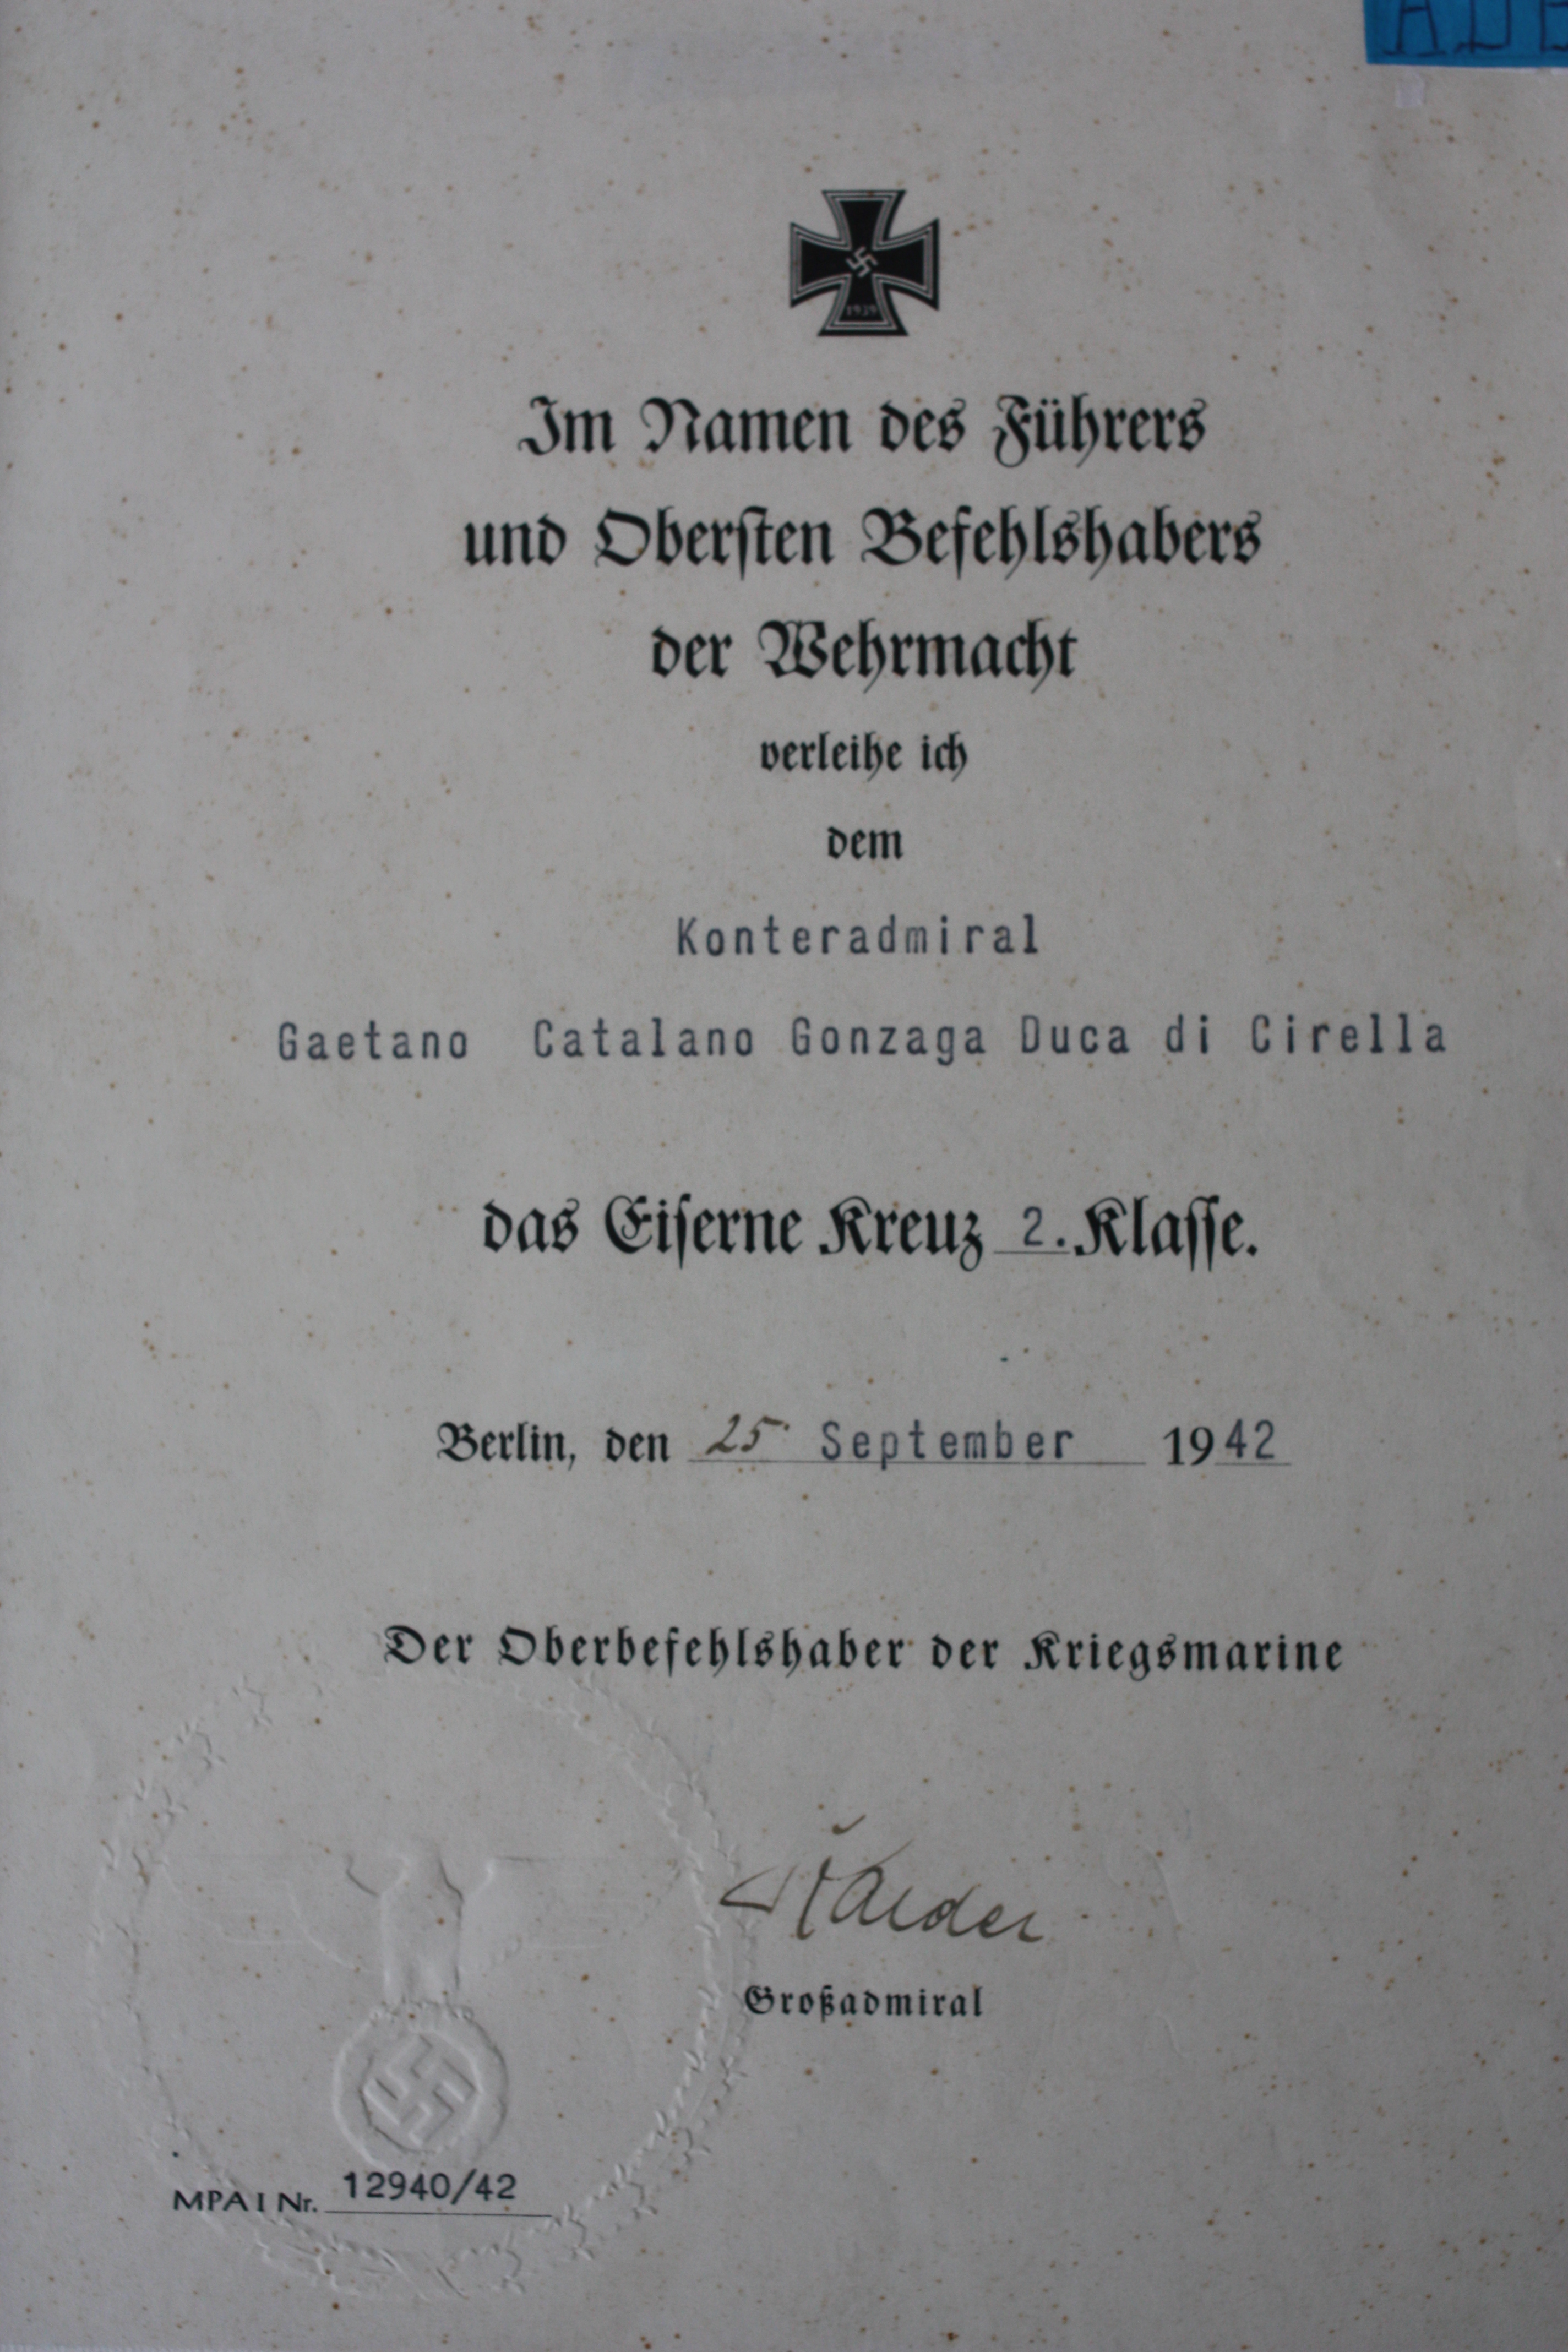 1939
Im Namen des Führers
und Obersten Befehlshabers
der Wehrmacht
verleihe ich
dem
Konteradmiral
Gaetano Catalano Gonzaga Duca di Cirella
das Eiserne Kreuz 2. Klasse.
Berlin, den 25 September 1942
Der Oberbefehlshaber der Kriegsmarine
Raeder
Großadmiral
MPA I Nr. 12940/42